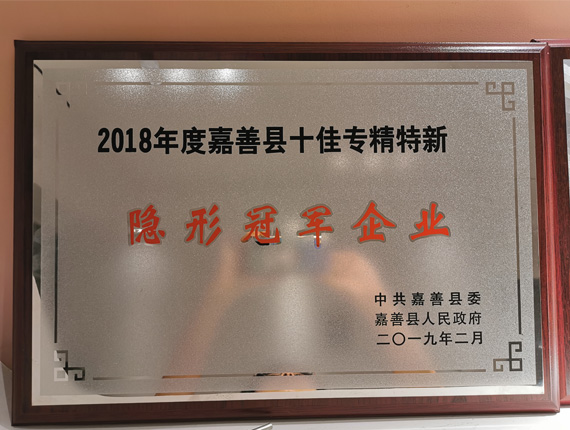 2018年度嘉善县十佳专精特新
隐形冠军企业
中共嘉善县委
嘉善县人民政府
二〇一九年二月